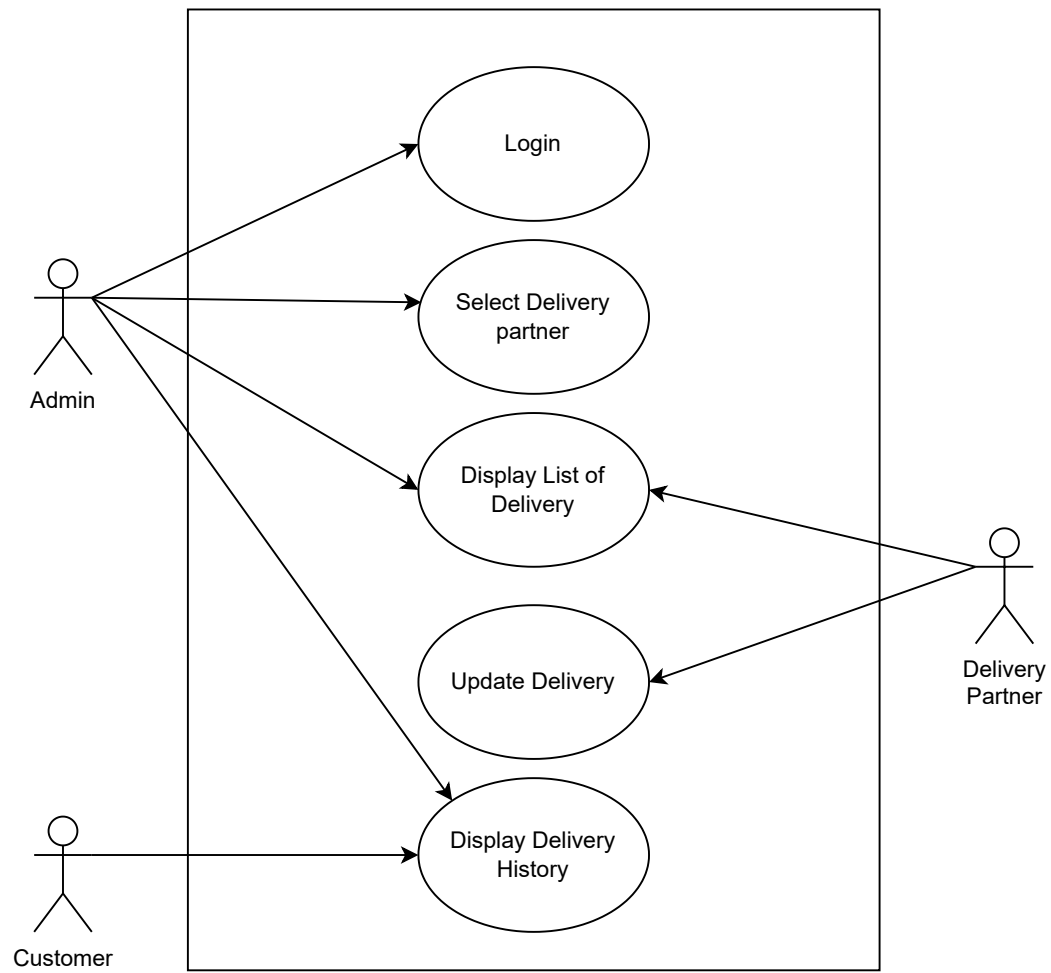 Login
Select Delivery
partner
Admin
Display List of
Delivery
Update Delivery
Delivery
Partner
Display Delivery
History
Customer